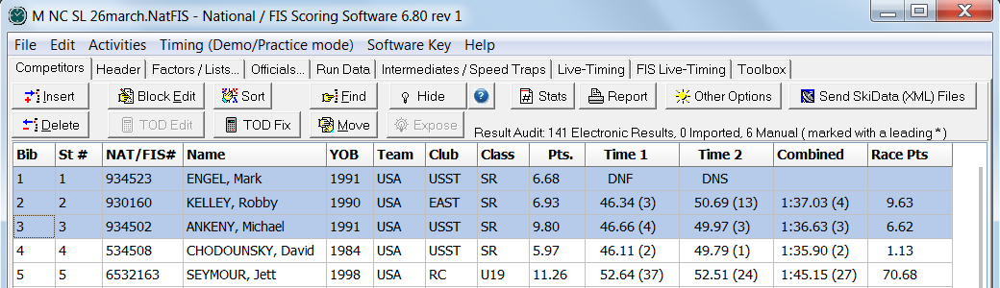 M NC SL 26march.NatFIS - National / FIS Scoring Software 6.80 rev 1
File Edit Activities Timing (Demo/Practice mode) Software Key Help
Competitors Header Factors / Lists... Officials... Run Data Intermediates / Speed Traps Live-Timing FIS Live-Timing Toolbox
Insert Block Edit Sort Find Hide ? Stats Report Other Options Send SkiData (XML) Files
Delete TOD Edit TOD Fix Move Expose Result Audit: 141 Electronic Results, 0 Imported, 6 Manual ( marked with a leading * )
Bib St # NAT/FIS# Name YOB Team Club Class Pts. Time 1 Time 2 Combined Race Pts
1 1 934523 ENGEL, Mark 1991 USA USST SR 6.68 DNF DNS
2 2 930160 KELLEY, Robby 1990 USA EAST SR 6.93 46.34 (3) 50.69 (13) 1:37.03 (4) 9.63
3 3 934502 ANKENY, Michael 1991 USA USST SR 9.80 46.66 (4) 49.97 (3) 1:36.63 (3) 6.62
4 4 534508 CHODOUNSKY, David 1984 USA USST SR 5.97 46.11 (2) 49.79 (1) 1:35.90 (2) 1.13
5 5 6532163 SEYMOUR, Jett 1998 USA RC U19 11.26 52.64 (37) 52.51 (24) 1:45.15 (27) 70.68